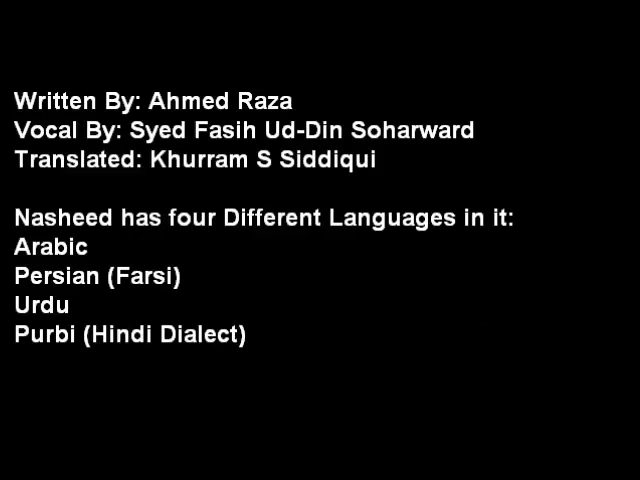 Written By: Ahmed Raza
Vocal By: Syed Fasih Ud-Din Soharward
Translated: Khurram S Siddiqui
Nasheed has four Different Languages in it:
Arabic
Persian (Farsi)
Urdu
Purbi (Hindi Dialect)